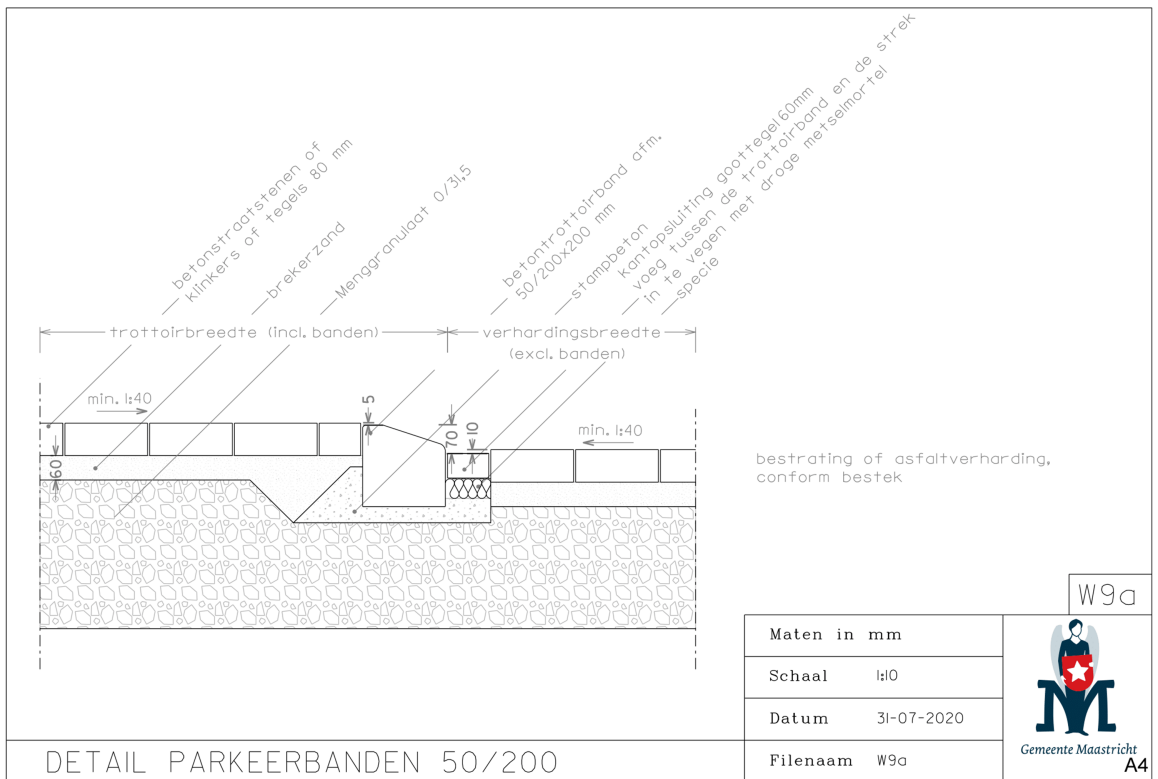 betonstraatstenen of
klinkers of tegels 80 mm
brekerzand
Menggranulaat 0/31,5
betontrottoirband afm.
50/200x200 mm
stampbeton
kantopsluiting goottegel 60mm
voeg tussen de trottoirband en de strek
in te vegen met droge metselmortel
specie
trottoirbreedte (incl. banden)
verhardingsbreedte
(excl. banden)
min. 1:40
5
70
10
min. 1:40
60
bestrating of asfaltverharding,
conform bestek
W9a
Maten in mm
Schaal 1:10
Datum 31-07-2020
Filenaam W9a
Gemeente Maastricht
A4
DETAIL PARKEERBANDEN 50/200